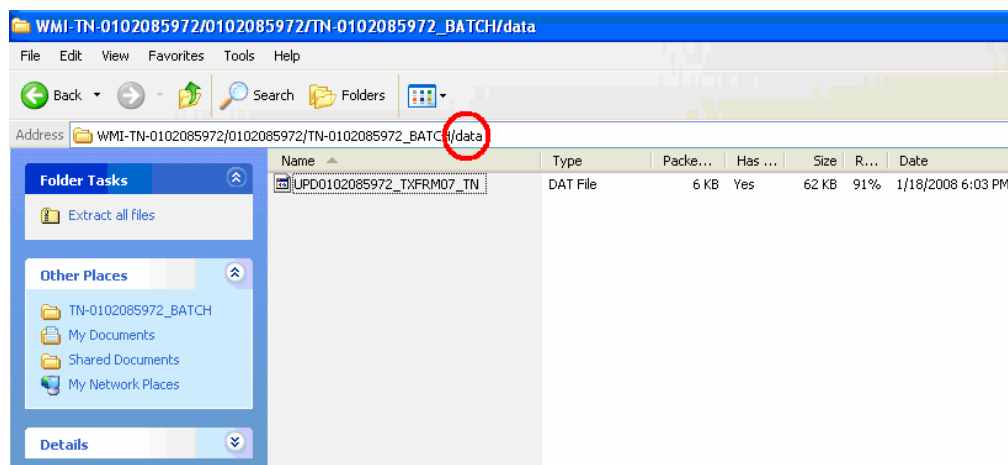 WMI-TN-0102085972/0102085972/TN-0102085972_BATCH/data
File Edit View Favorites Tools Help
Back Search Folders
Address WMI-TN-0102085972/0102085972/TN-0102085972_BATCH/data
Name Type Packe... Has ... Size R... Date
UPD0102085972_TXFRM07_TN DAT File 6 KB Yes 62 KB 91% 1/18/2008 6:03 PM
Folder Tasks
Extract all files
Other Places
TN-0102085972_BATCH
My Documents
Shared Documents
My Network Places
Details